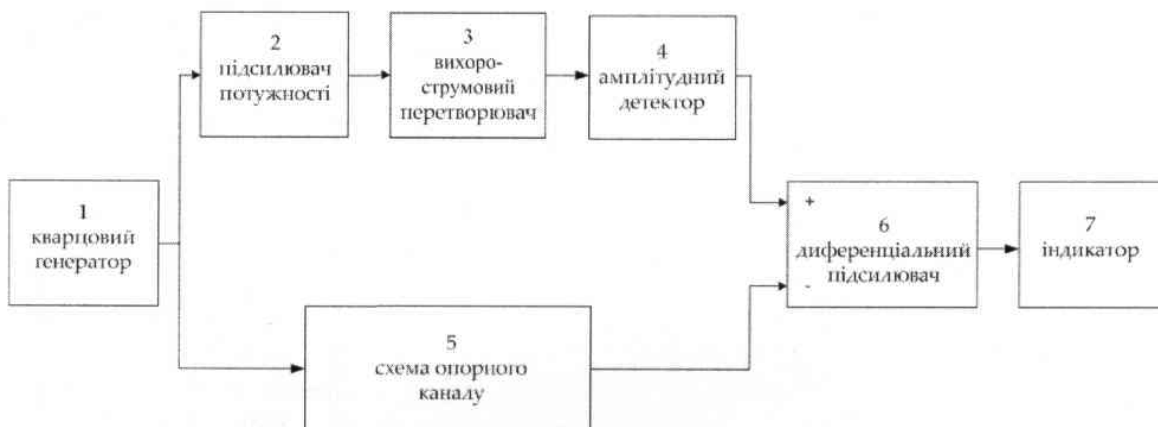 1
кварцовий
генератор
2
підсилювач
потужності
3
вихоро-
струмовий
перетворювач
4
амплітудний
детектор
5
схема опорного
каналу
+
-
6
диференціальний
підсилювач
7
індикатор